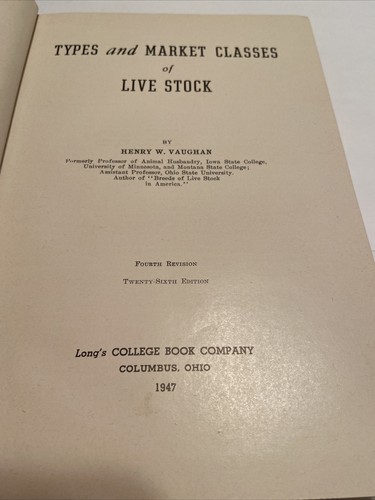 TYPES and MARKET CLASSES
of
LIVE STOCK
BY
HENRY W. VAUGHAN
Formerly Professor of Animal Husbandry, Iowa State College,
University of Minnesota, and Montana State College;
Assistant Professor, Ohio State University.
Author of "Breeds of Live Stock
in America."
FOURTH REVISION
TWENTY-SIXTH EDITION
Long's COLLEGE BOOK COMPANY
COLUMBUS, OHIO
1947